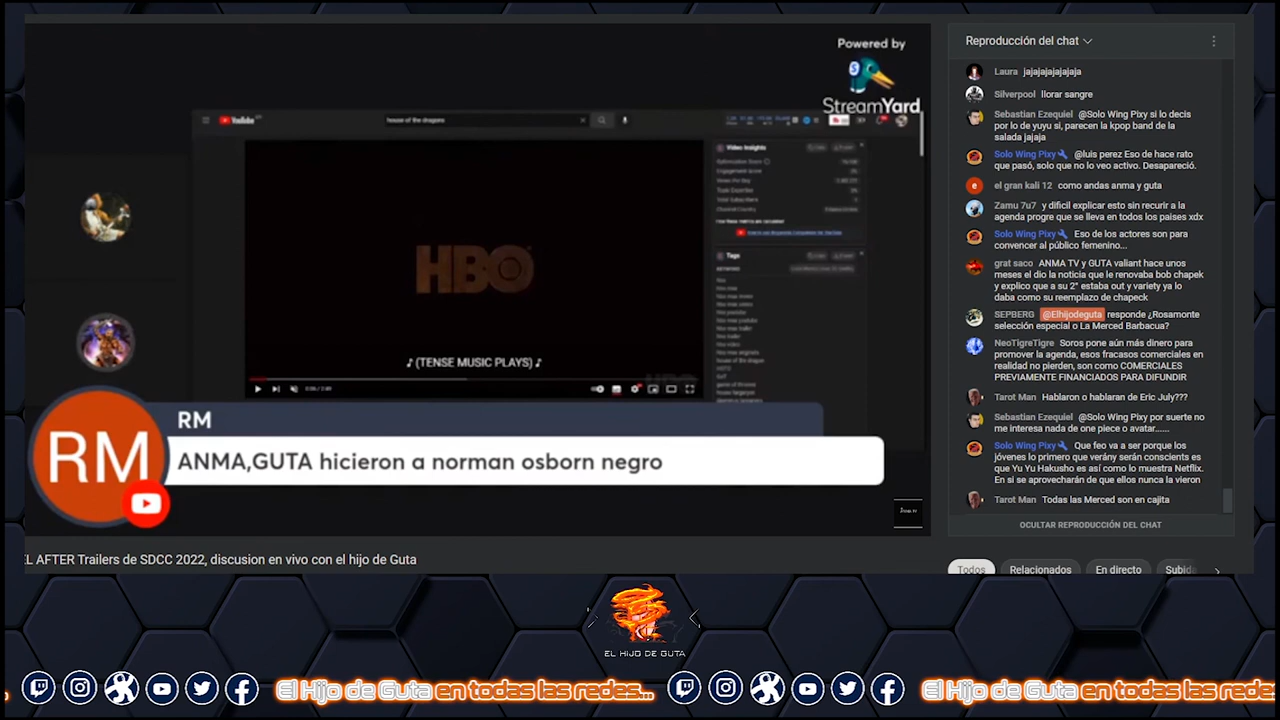 Powered by
StreamYard
YouTube
house of the dragons
Video Insights
Tags
HBO
♪ (TENSE MUSIC PLAYS) ♪
RM
RM
ANMA,GUTA hicieron a norman osborn negro
EL AFTER Trailers de SDCC 2022, discusion en vivo con el hijo de Guta
Reproducción del chat
Laura jajajajajajaja
Silverpool llorar sangre
Sebastian Ezequiel @Solo Wing Pixy si lo decis
por lo de yuyu si, parecen la kpop band de la
salada jajaja
Solo Wing Pixy @luis perez Eso de hace rato
que pasó, solo que no lo veo activo. Desapareció.
e
el gran kali 12 como andas anma y guta
Zamu 7u7 y dificil explicar esto sin recurir a la
agenda progre que se lleva en todos los paises xdx
Solo Wing Pixy Eso de los actores son para
convencer al público femenino...
grat saco ANMA TV y GUTA valiant hace unos
meses el dio la noticia que le renovaba bob chapek
y explico que a su 2° estaba out y variety ya lo
daba como su reemplazo de chapeck
SEPBERG @Elhijodeguta responde ¿Rosamonte
selección especial o La Merced Barbacua?
NeoTigreTigre Soros pone aún más dinero para
promover la agenda, esos fracasos comerciales en
realidad no pierden, son como COMERCIALES
PREVIAMENTE FINANCIADOS PARA DIFUNDIR
Tarot Man Hablaron o hablaran de Eric July???
Sebastian Ezequiel @Solo Wing Pixy por suerte no
me interesa nada de one piece o avatar......
Solo Wing Pixy Que feo va a ser porque los
jóvenes lo primero que verány serán conscients es
que Yu Yu Hakusho es así como lo muestra Netflix.
En si se aprovecharán de que ellos nunca la vieron
Tarot Man Todas las Merced son en cajita
OCULTAR REPRODUCCIÓN DEL CHAT
Todos
Relacionados
En directo
Subid
EL HIJO DE GUTA
El Hijo de Guta en todas las redes...
El Hijo de Guta en todas las redes